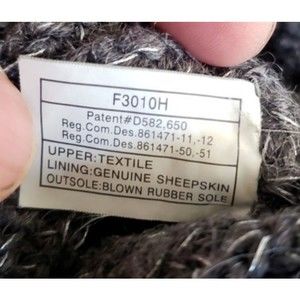 F3010H
Patent#D582,650
Reg.Com.Des.861471-11,-12
Reg.Com.Des.861471-50,-51
UPPER:TEXTILE
LINING:GENUINE SHEEPSKIN
OUTSOLE:BLOWN RUBBER SOLE